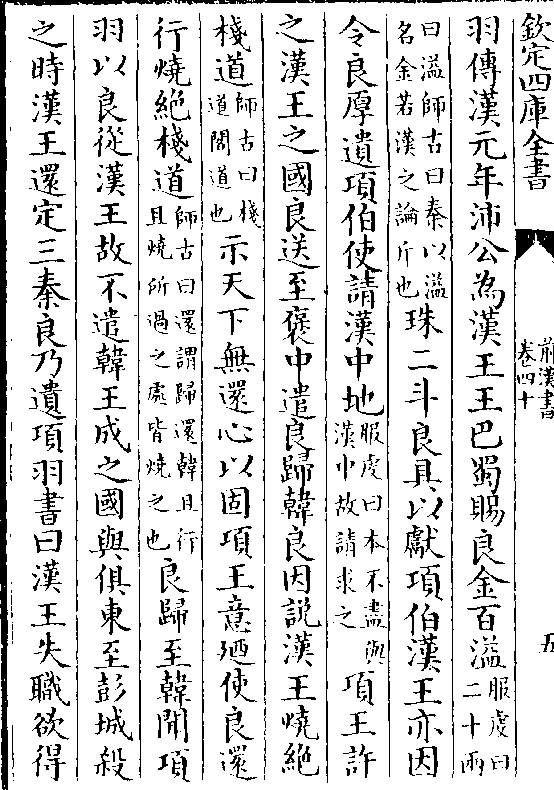 欽定四庫全書
前漢書
卷四十
五
羽傳漢元年沛公為漢王王巴蜀賜良金百溢服虔曰二十兩
曰溢師古曰秦以溢名金若漢之論斤也珠二斗良具以獻項伯漢王亦因
令良厚遺項伯使請漢中地服虔曰本不盡與漢中故請求之項王許
之漢王之國良送至褒中遣良歸韓良因說漢王燒絶
棧道師古曰棧道閣道也示天下無還心以固項王意廼使良還
行燒絶棧道師古曰還謂歸還韓且行且燒所過之處皆燒之也良歸至韓聞項
羽以良從漢王故不遣韓王成之國與俱東至彭城殺
之時漢王還定三秦良乃遺項羽書曰漢王失職欲得